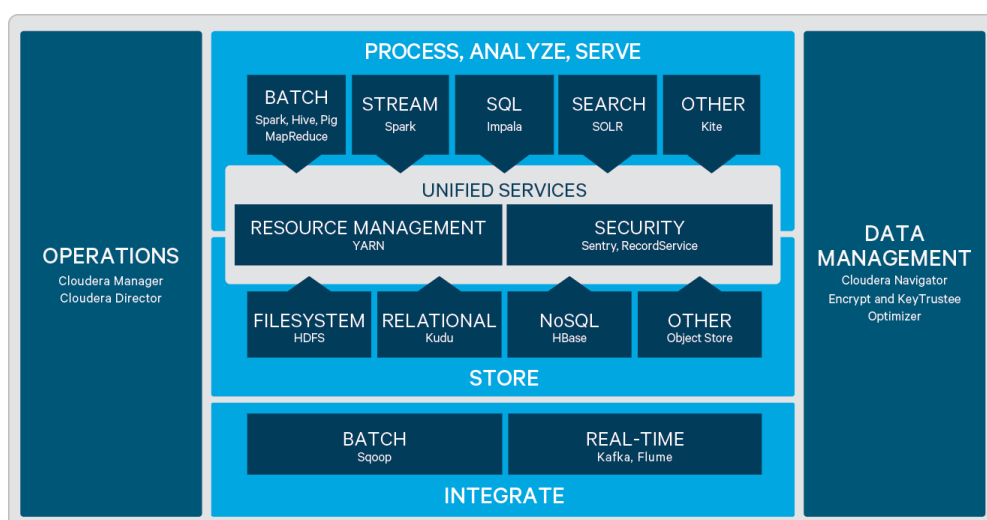 PROCESS, ANALYZE, SERVE
BATCH
Spark, Hive, Pig
MapReduce
STREAM
Spark
SQL
Impala
SEARCH
SOLR
OTHER
Kite
UNIFIED SERVICES
RESOURCE MANAGEMENT
YARN
SECURITY
Sentry, RecordService
OPERATIONS
Cloudera Manager
Cloudera Director
DATA
MANAGEMENT
Cloudera Navigator
Encrypt and KeyTrustee
Optimizer
FILESYSTEM
HDFS
RELATIONAL
Kudu
NoSQL
HBase
OTHER
Object Store
STORE
BATCH
Sqoop
REAL-TIME
Kafka, Flume
INTEGRATE